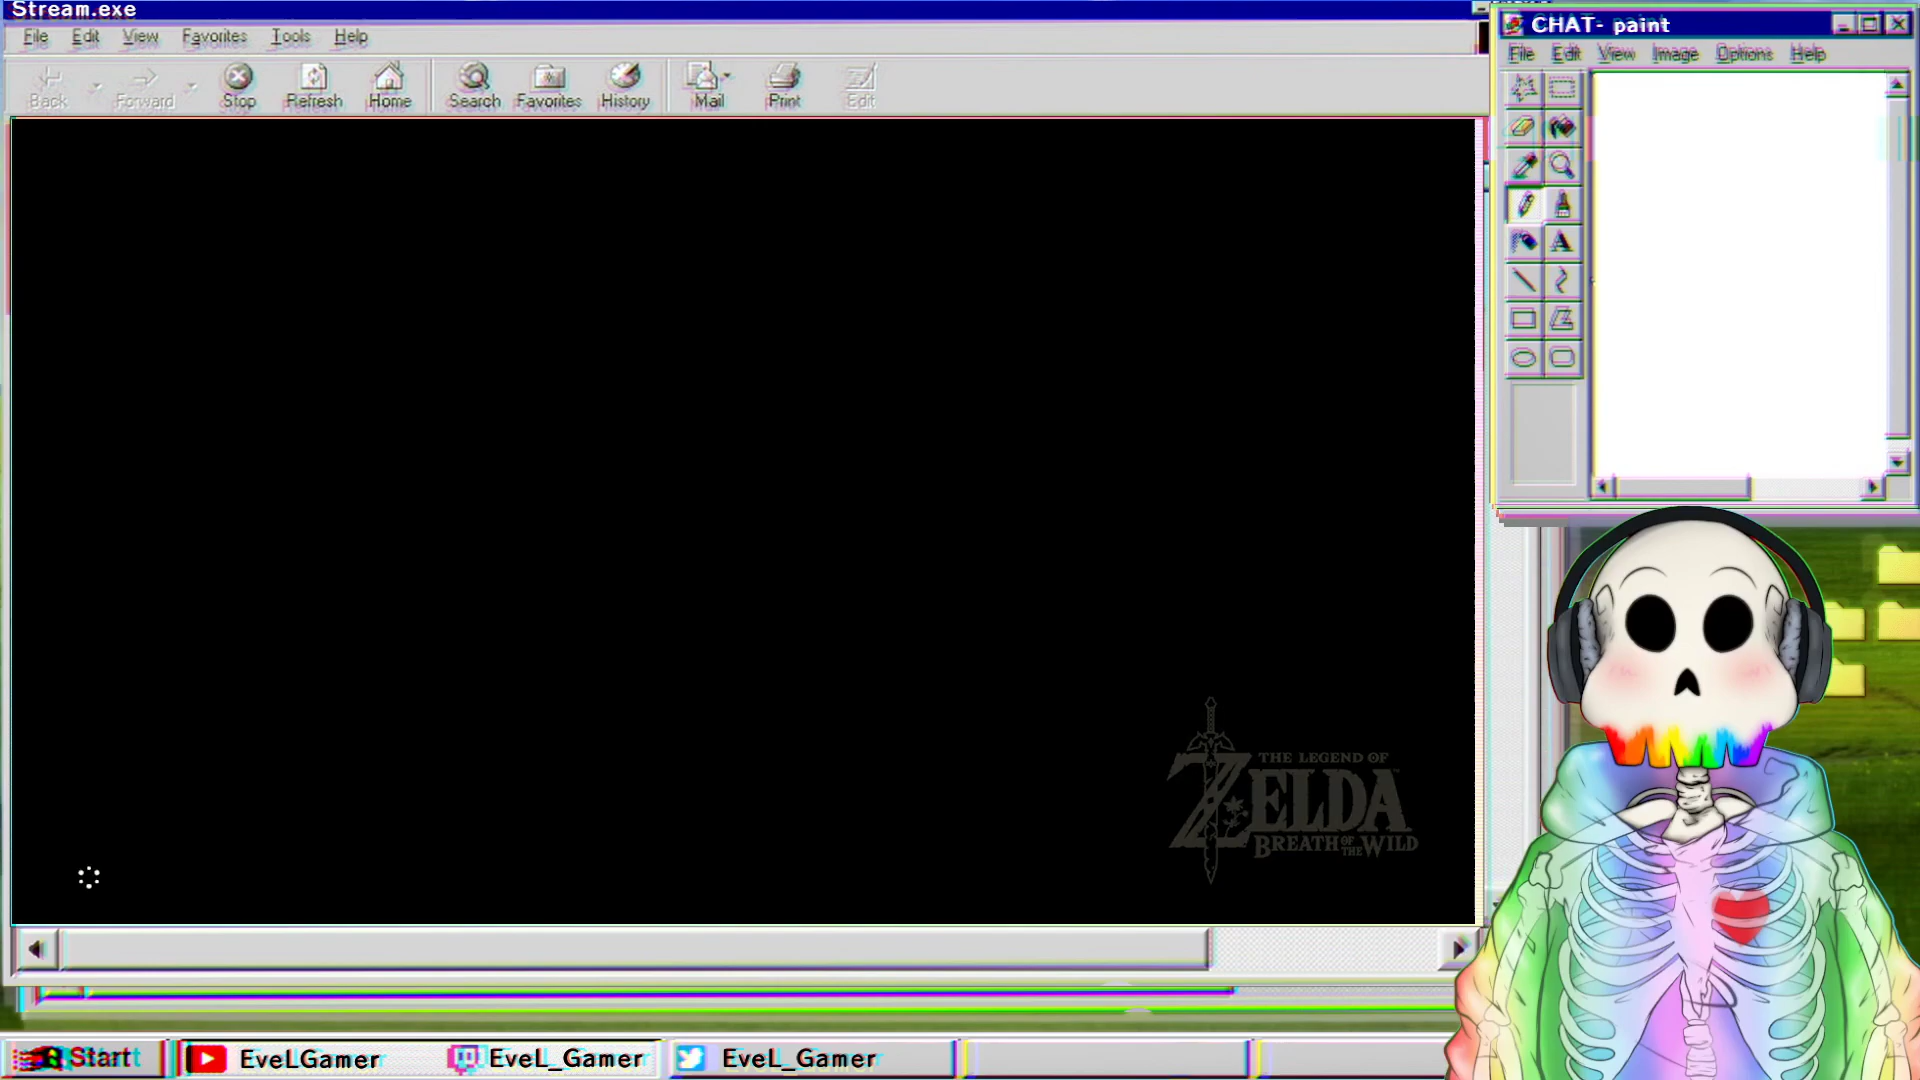 Stream.exe
File Edit View Favorites Tools Help
Back Forward Stop Refresh Home Search Favorites History Mail Print Edit
CHAT- paint
File Edit View Image Options Help
A
THE LEGEND OF
ZELDA
BREATH OF THE WILD
Start EveLGamer EveL_Gamer EveL_Gamer